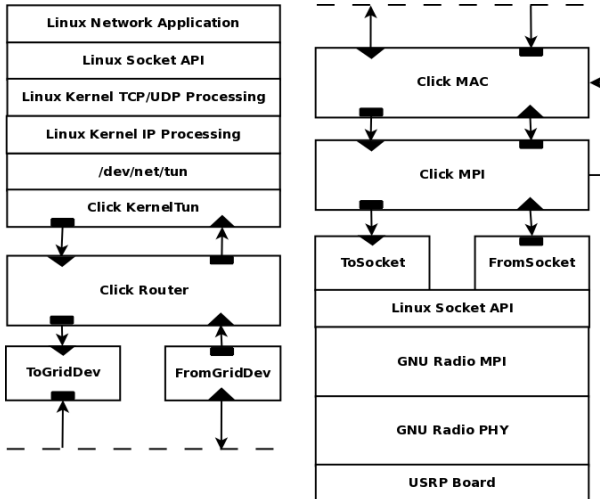 Linux Network Application
Linux Socket API
Linux Kernel TCP/UDP Processing
Linux Kernel IP Processing
/dev/net/tun
Click KernelTun
Click Router
ToGridDev
FromGridDev
Click MAC
Click MPI
ToSocket
FromSocket
Linux Socket API
GNU Radio MPI
GNU Radio PHY
USRP Board